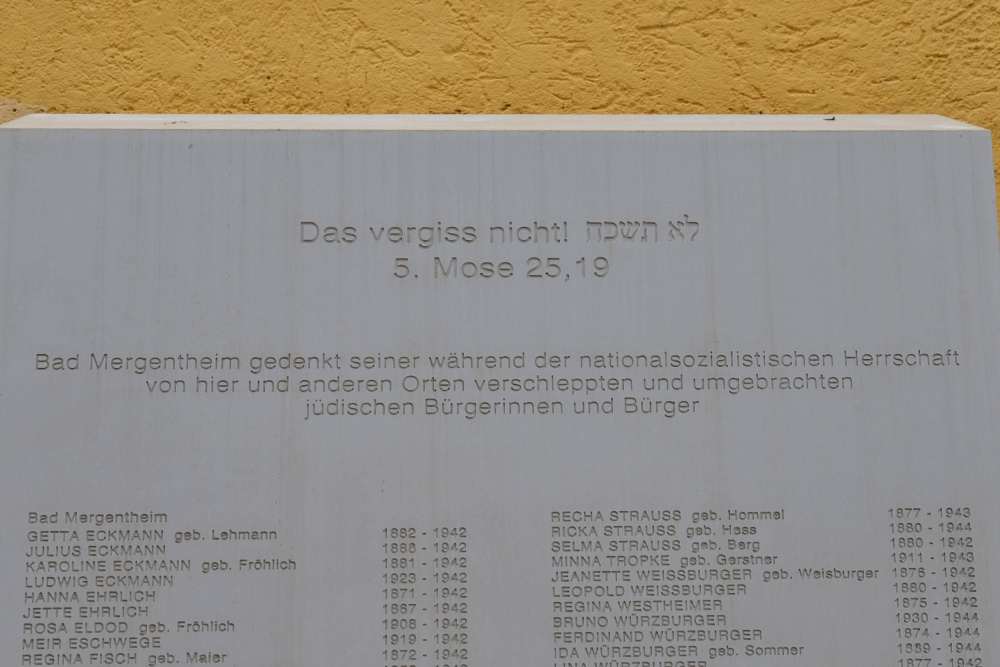 Das vergiss nicht! לא תשכח
5. Mose 25,19
Bad Mergentheim gedenkt seiner während der nationalsozialistischen Herrschaft
von hier und anderen Orten verschleppten und umgebrachten
jüdischen Bürgerinnen und Bürger
Bad Mergentheim
GETTA ECKMANN geb. Lehmann 1882 - 1942
JULIUS ECKMANN 1886 - 1942
KAROLINE ECKMANN geb. Fröhlich 1881 - 1942
LUDWIG ECKMANN 1923 - 1942
HANNA EHRLICH 1871 - 1942
JETTE EHRLICH 1867 - 1942
ROSA ELDOD geb. Fröhlich 1908 - 1942
MEIR ESCHWEGE 1919 - 1942
REGINA FISCH geb. Maier 1872 - 1942
RECHA STRAUSS geb. Hommel 1877 - 1943
RICKA STRAUSS geb. Hess 1880 - 1944
SELMA STRAUSS geb. Berg 1880 - 1942
MINNA TROPKE geb. Gerstner 1911 - 1943
JEANETTE WEISSBURGER geb. Weisburger 1876 - 1942
LEOPOLD WEISSBURGER 1880 - 1942
REGINA WESTHEIMER 1875 - 1942
BRUNO WÜRZBURGER 1930 - 1944
FERDINAND WÜRZBURGER 1874 - 1944
IDA WÜRZBURGER geb. Sommer 1889 - 1944
LINA WÜRZBURGER 1877 - 1942